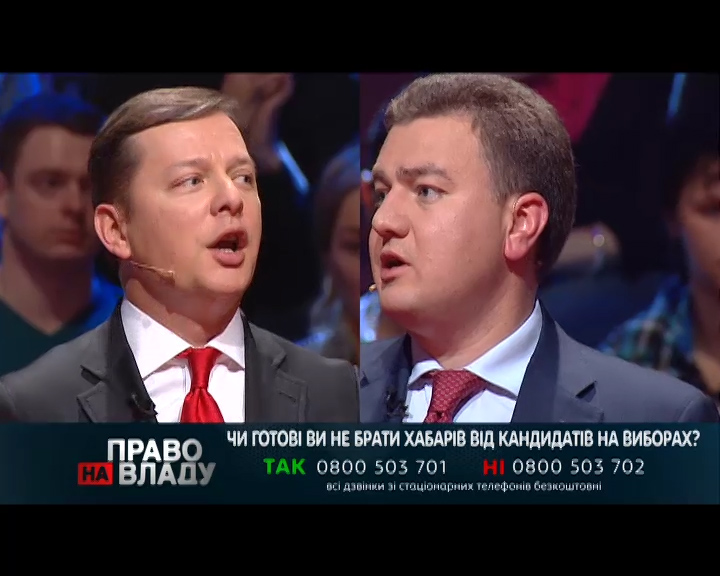 ПРАВО
НА ВЛАДУ
ЧИ ГОТОВІ ВИ НЕ БРАТИ ХАБАРІВ ВІД КАНДИДАТІВ НА ВИБОРАХ?
ТАК 0800 503 701 НІ 0800 503 702
всі дзвінки зі стаціонарних телефонів безкоштовні